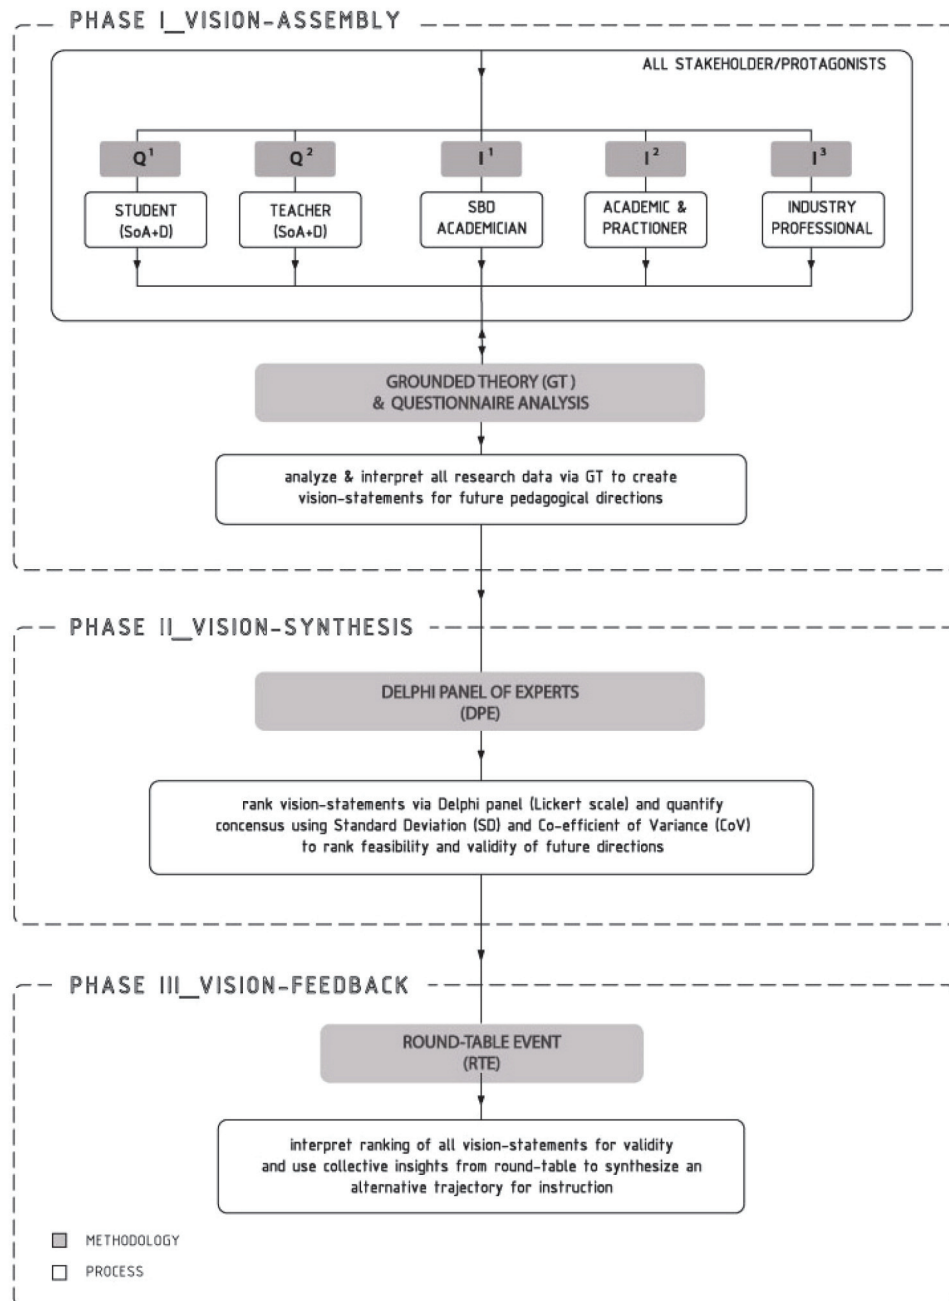 PHASE I_VISION-ASSEMBLY
ALL STAKEHOLDER/PROTAGONISTS
Q1
Q2
I1
I2
I3
STUDENT
(SoA+D)
TEACHER
(SoA+D)
SBD
ACADEMICIAN
ACADEMIC &
PRACTIONER
INDUSTRY
PROFESSIONAL
GROUNDED THEORY (GT )
& QUESTIONNAIRE ANALYSIS
analyze & interpret all research data via GT to create
vision-statements for future pedagogical directions
PHASE II_VISION-SYNTHESIS
DELPHI PANEL OF EXPERTS
(DPE)
rank vision-statements via Delphi panel (Lickert scale) and quantify
concensus using Standard Deviation (SD) and Co-efficient of Variance (CoV)
to rank feasibility and validity of future directions
PHASE III_VISION-FEEDBACK
ROUND-TABLE EVENT
(RTE)
interpret ranking of all vision-statements for validity
and use collective insights from round-table to synthesize an
alternative trajectory for instruction
METHODOLOGY
PROCESS